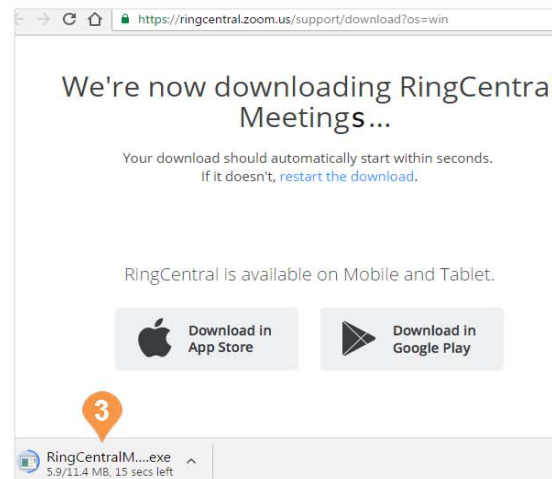 https://ringcentral.zoom.us/support/download?os=win
We're now downloading RingCentra
Meetings...
Your download should automatically start within seconds.
If it doesn't, restart the download.
RingCentral is available on Mobile and Tablet.
Download in
App Store
Download in
Google Play
3
RingCentralM....exe
5.9/11.4 MB, 15 secs left